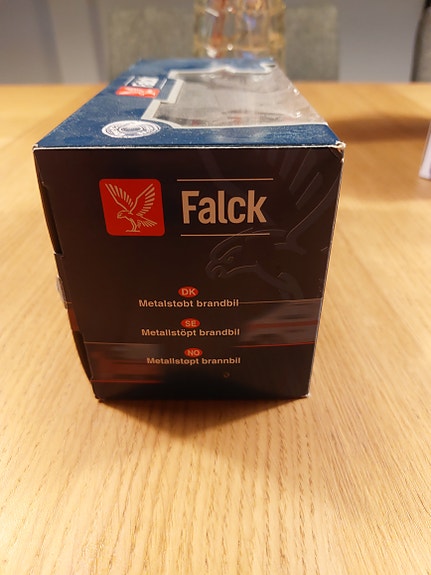 Falck
DK
Metalstøbt brandbil
SE
Metallstöpt brandbil
NO
Metallstøpt brannbil